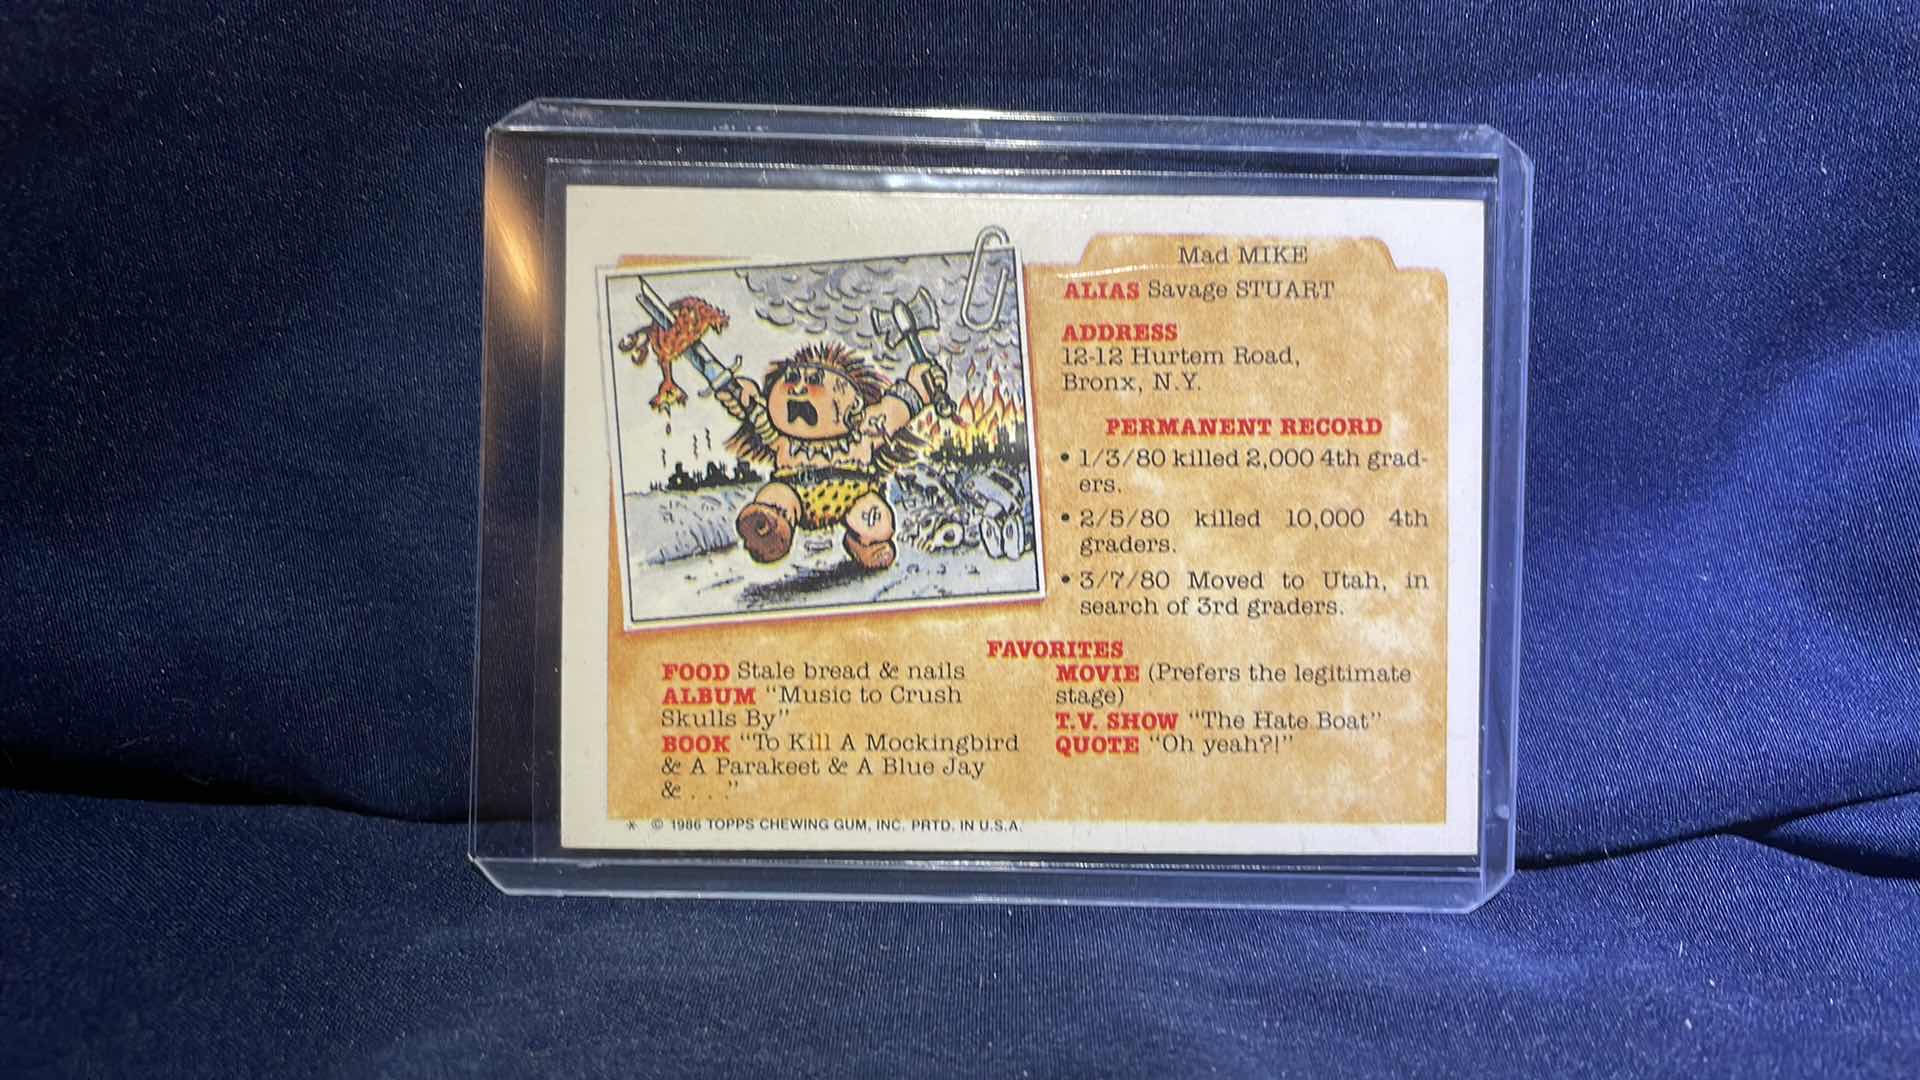 Mad MIKE
ALIAS Savage STUART
ADDRESS
12-12 Hurtem Road,
Bronx, N.Y.
PERMANENT RECORD
• 1/3/80 killed 2,000 4th grad-
ers.
• 2/5/80 killed 10,000 4th
graders.
• 3/7/80 Moved to Utah, in
search of 3rd graders.
FAVORITES
FOOD Stale bread & nails
ALBUM "Music to Crush
Skulls By"
BOOK "To Kill A Mockingbird
& A Parakeet & A Blue Jay
& . . ."
MOVIE (Prefers the legitimate
stage)
T.V. SHOW "The Hate Boat"
QUOTE "Oh yeah?!"
* © 1986 TOPPS CHEWING GUM, INC. PRTD. IN U.S.A.